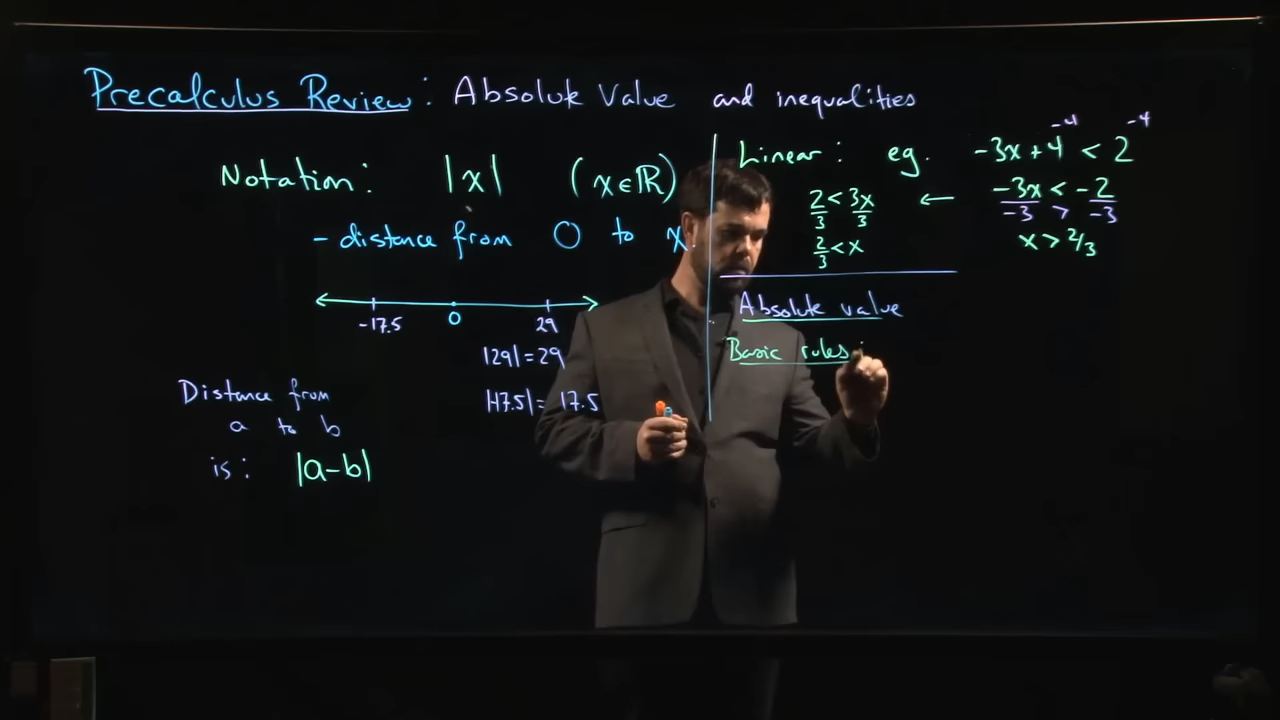 Precalculus Review: Absolute Value and inequalities
Notation: |x| (x∈ℝ)
- distance from 0 to x.
-17.5 0 29
|29|=29
|-17.5|= 17.5
Distance from
a to b
is: |a-b|
Linear: eg. -3x+4 -4 < 2 -4
2/3 < 3x/3 ← -3x/-3 < > -2/-3
2/3 < x
x > 2/3
Absolute value
Basic rules: